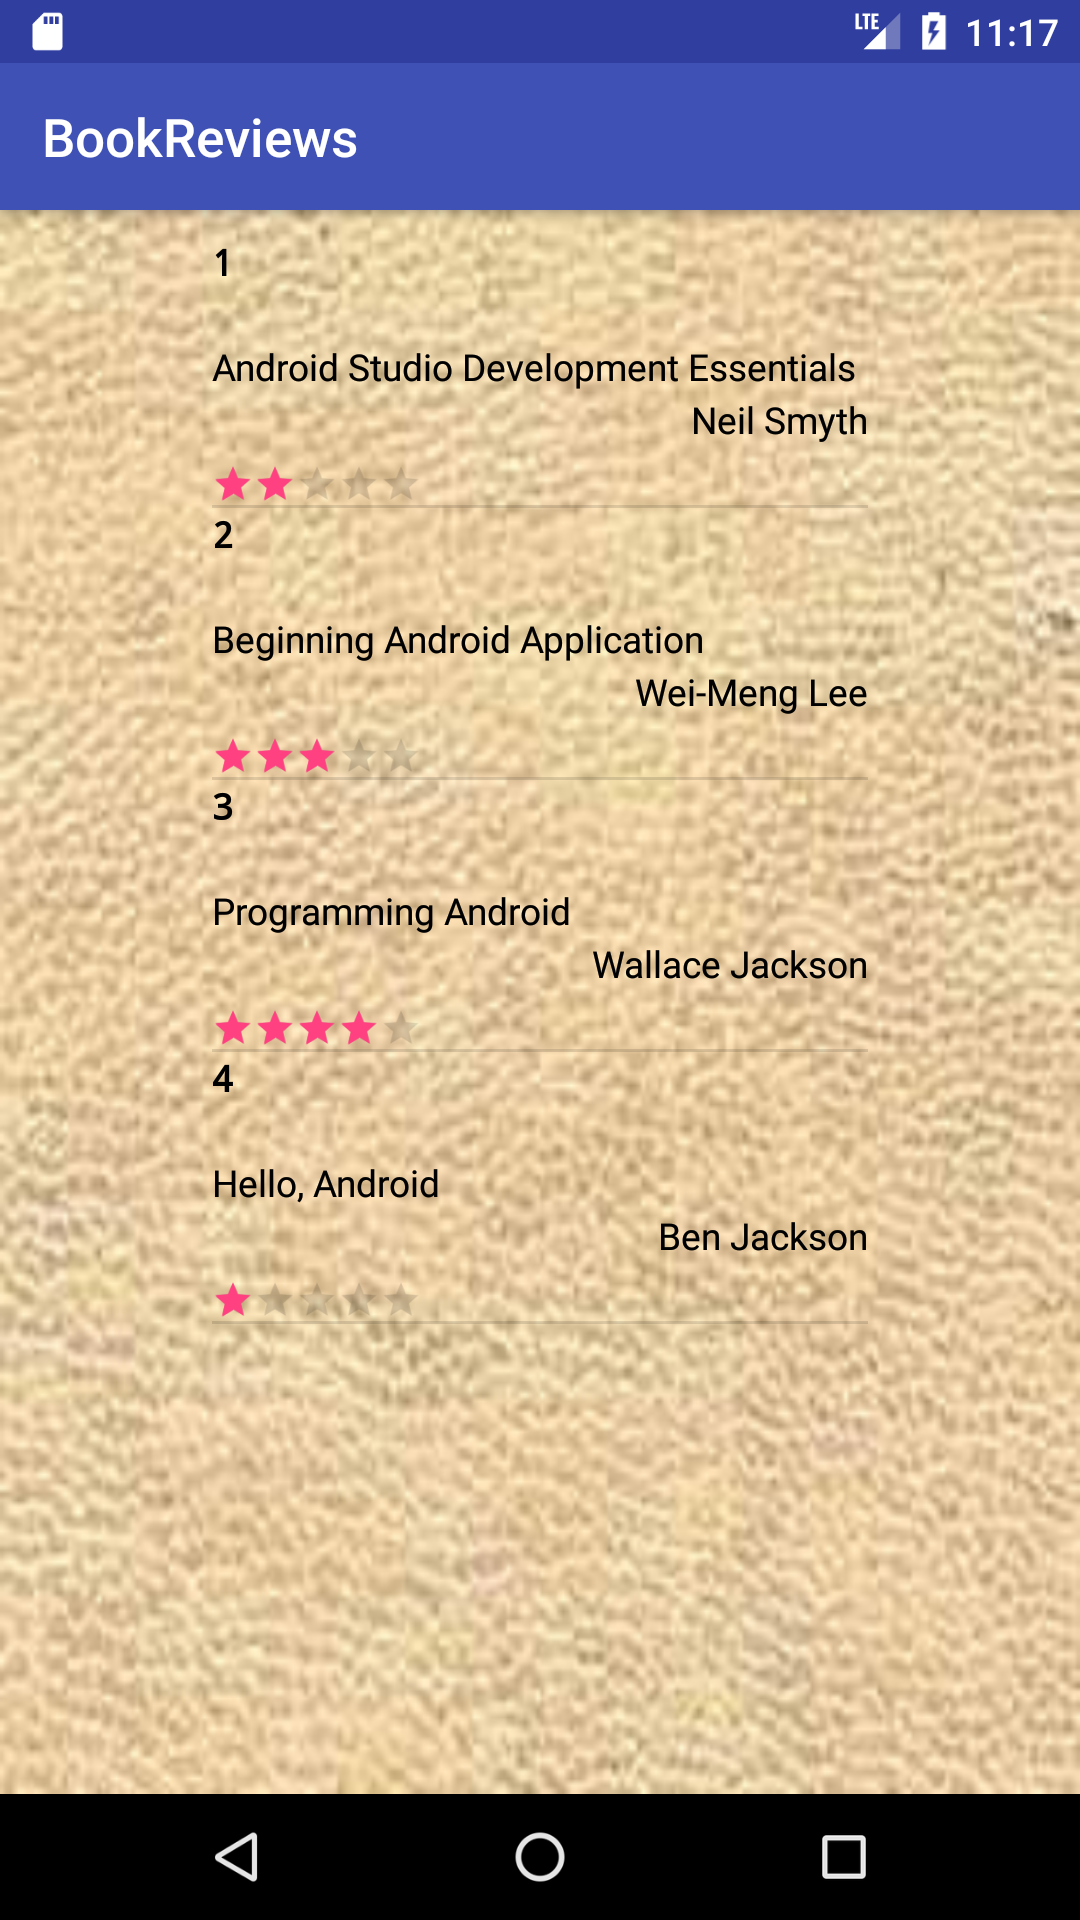 LTE 11:17
BookReviews
1
Android Studio Development Essentials
Neil Smyth
2
Beginning Android Application
Wei-Meng Lee
3
Programming Android
Wallace Jackson
4
Hello, Android
Ben Jackson